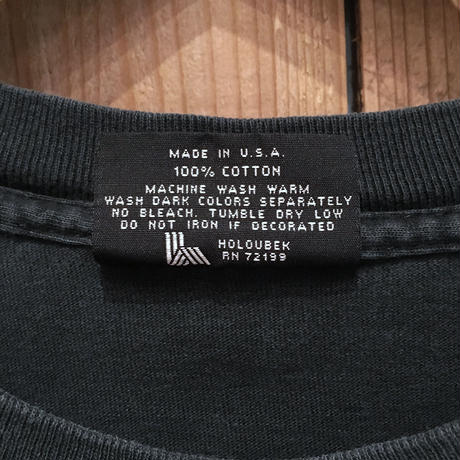 MADE IN U.S.A.
100% COTTON
MACHINE WASH WARM
WASH DARK COLORS SEPARATELY
NO BLEACH. TUMBLE DRY LOW
DO NOT IRON IF DECORATED
HOLOUBEK
RN 72199